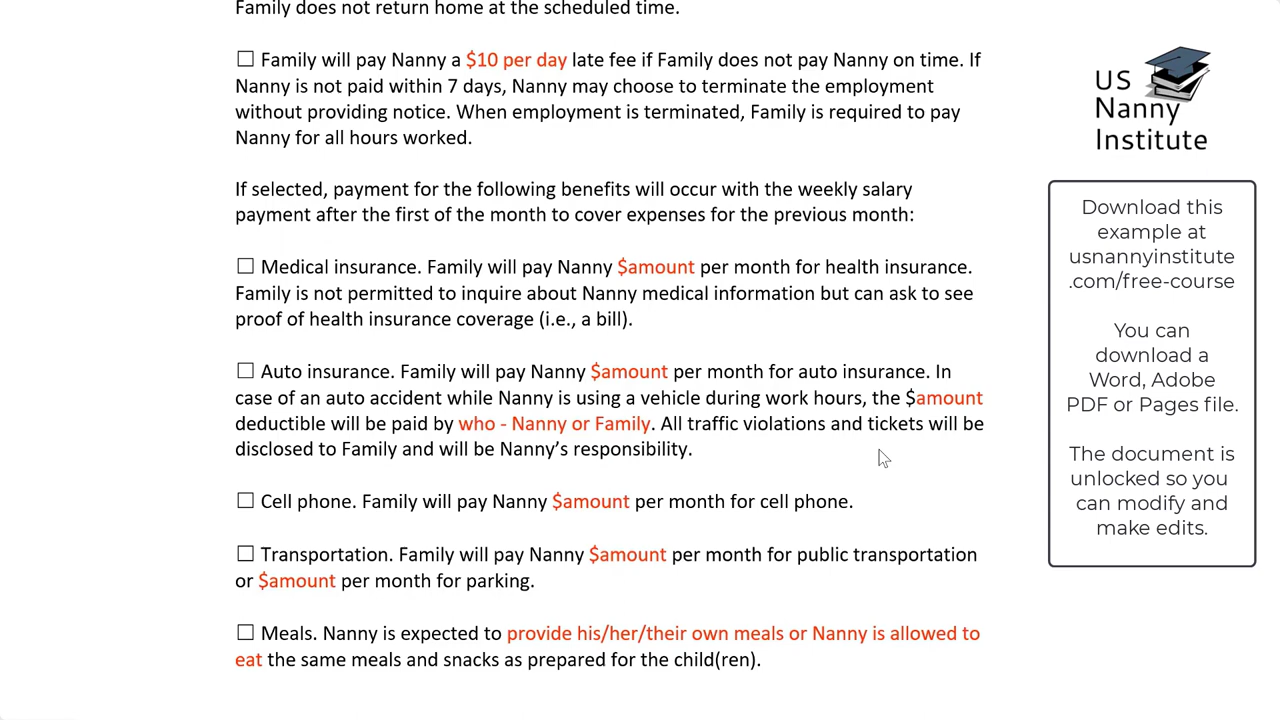 Family does not return home at the scheduled time.
☐ Family will pay Nanny a $10 per day late fee if Family does not pay Nanny on time. If
Nanny is not paid within 7 days, Nanny may choose to terminate the employment
without providing notice. When employment is terminated, Family is required to pay
Nanny for all hours worked.
If selected, payment for the following benefits will occur with the weekly salary
payment after the first of the month to cover expenses for the previous month:
☐ Medical insurance. Family will pay Nanny $amount per month for health insurance.
Family is not permitted to inquire about Nanny medical information but can ask to see
proof of health insurance coverage (i.e., a bill).
☐ Auto insurance. Family will pay Nanny $amount per month for auto insurance. In
case of an auto accident while Nanny is using a vehicle during work hours, the $amount
deductible will be paid by who - Nanny or Family. All traffic violations and tickets will be
disclosed to Family and will be Nanny’s responsibility.
☐ Cell phone. Family will pay Nanny $amount per month for cell phone.
☐ Transportation. Family will pay Nanny $amount per month for public transportation
or $amount per month for parking.
☐ Meals. Nanny is expected to provide his/her/their own meals or Nanny is allowed to
eat the same meals and snacks as prepared for the child(ren).
US
Nanny
Institute
Download this
example at
usnannyinstitute
.com/free-course
You can
download a
Word, Adobe
PDF or Pages file.
The document is
unlocked so you
can modify and
make edits.